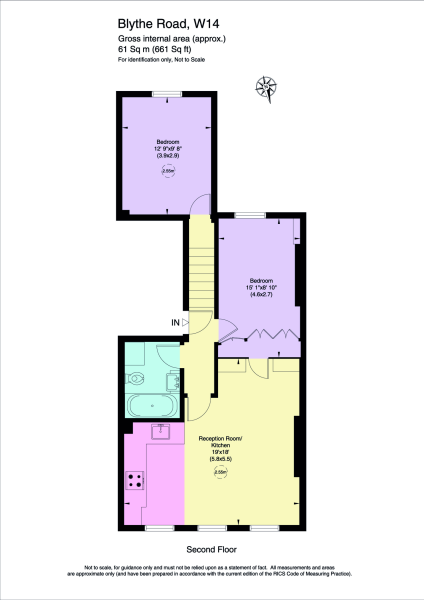 Blythe Road, W14
Gross internal area (approx.)
61 Sq m (661 Sq ft)
For identification only, Not to Scale
Bedroom
12' 9"x9' 8"
(3.9x2.9)
2.55m
Bedroom
15' 1"x8' 10"
(4.6x2.7)
IN
Reception Room/
Kitchen
19'x18'
(5.8x5.5)
2.55m
Second Floor
Not to scale, for guidance only and must not be relied upon as a statement of fact. All measurements and areas
are approximate only (and have been prepared in accordance with the current edition of the RICS Code of Measuring Practice).